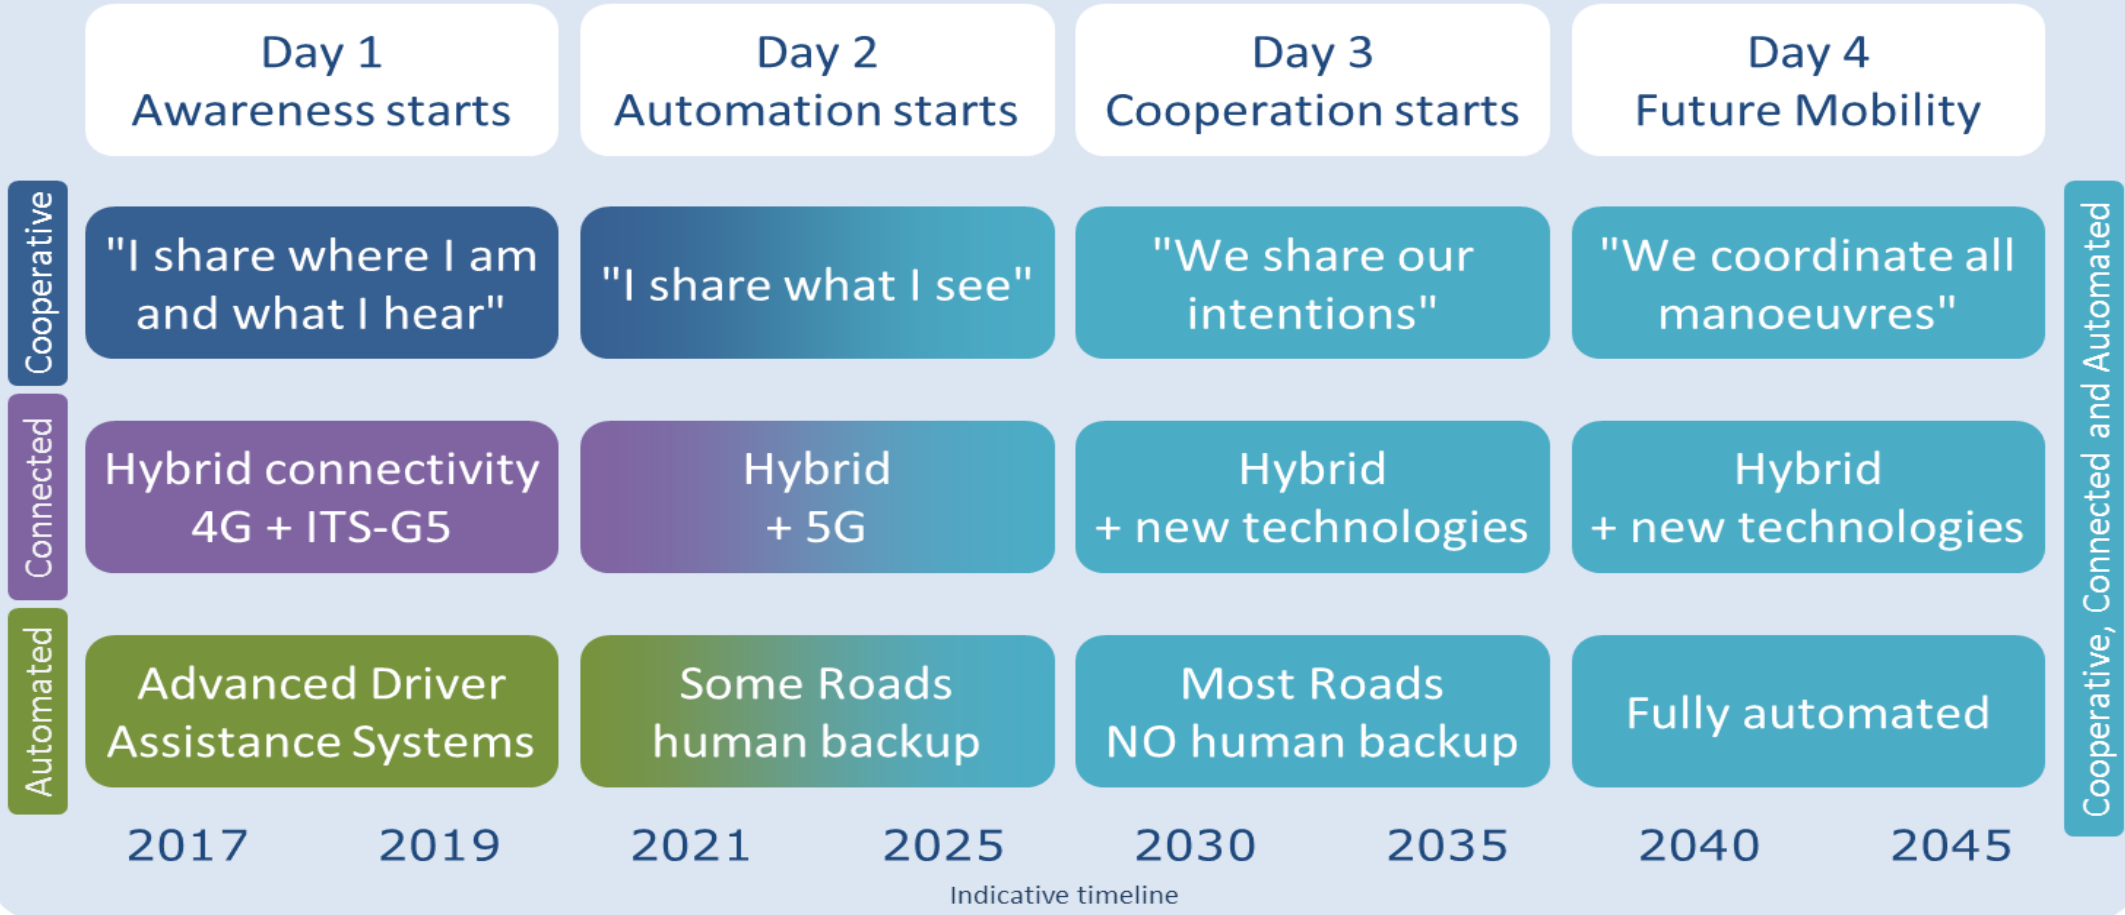 Day 1
Awareness starts
Day 2
Automation starts
Day 3
Cooperation starts
Day 4
Future Mobility
Cooperative
"I share where I am
and what I hear"
"I share what I see"
"We share our
intentions"
"We coordinate all
manoeuvres"
Connected
Hybrid connectivity
4G + ITS-G5
Hybrid
+ 5G
Hybrid
+ new technologies
Hybrid
+ new technologies
Automated
Advanced Driver
Assistance Systems
Some Roads
human backup
Most Roads
NO human backup
Fully automated
Cooperative, Connected and Automated
2017 2019 2021 2025 2030 2035 2040 2045
Indicative timeline